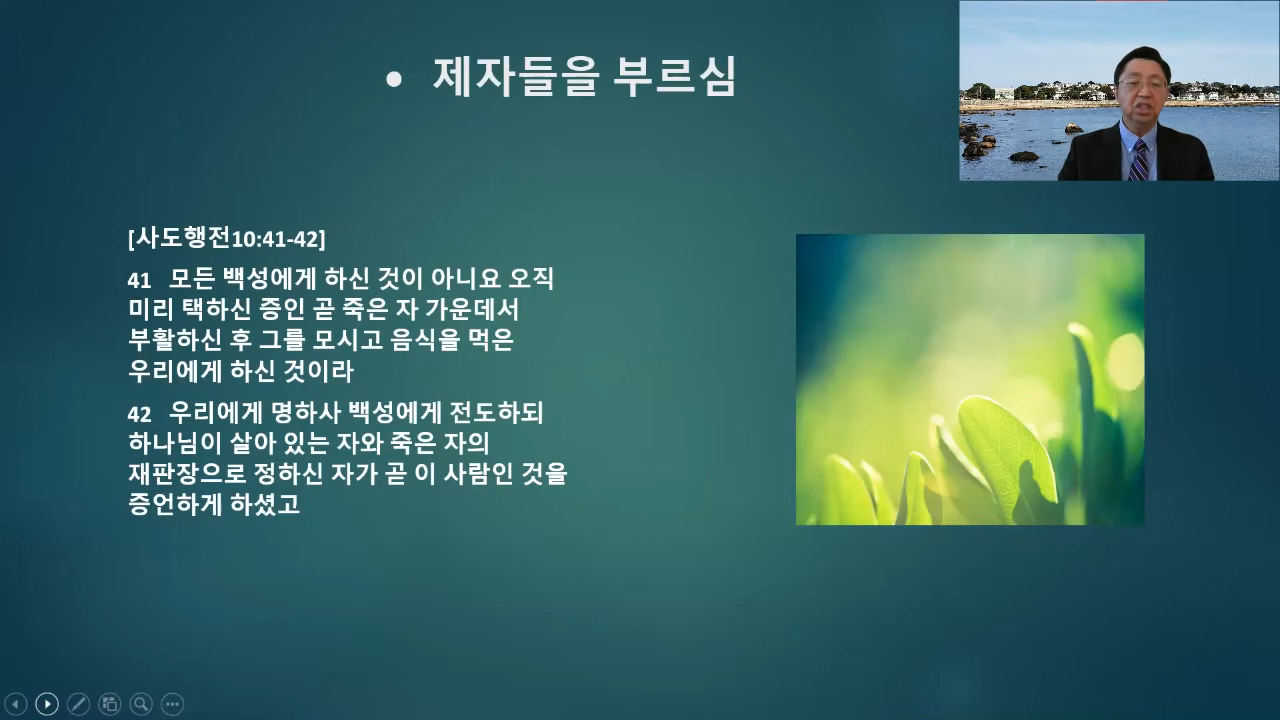 • 제자들을 부르심
[사도행전10:41-42]
41 모든 백성에게 하신 것이 아니요 오직
미리 택하신 증인 곧 죽은 자 가운데서
부활하신 후 그를 모시고 음식을 먹은
우리에게 하신 것이라
42 우리에게 명하사 백성에게 전도하되
하나님이 살아 있는 자와 죽은 자의
재판장으로 정하신 자가 곧 이 사람인 것을
증언하게 하셨고